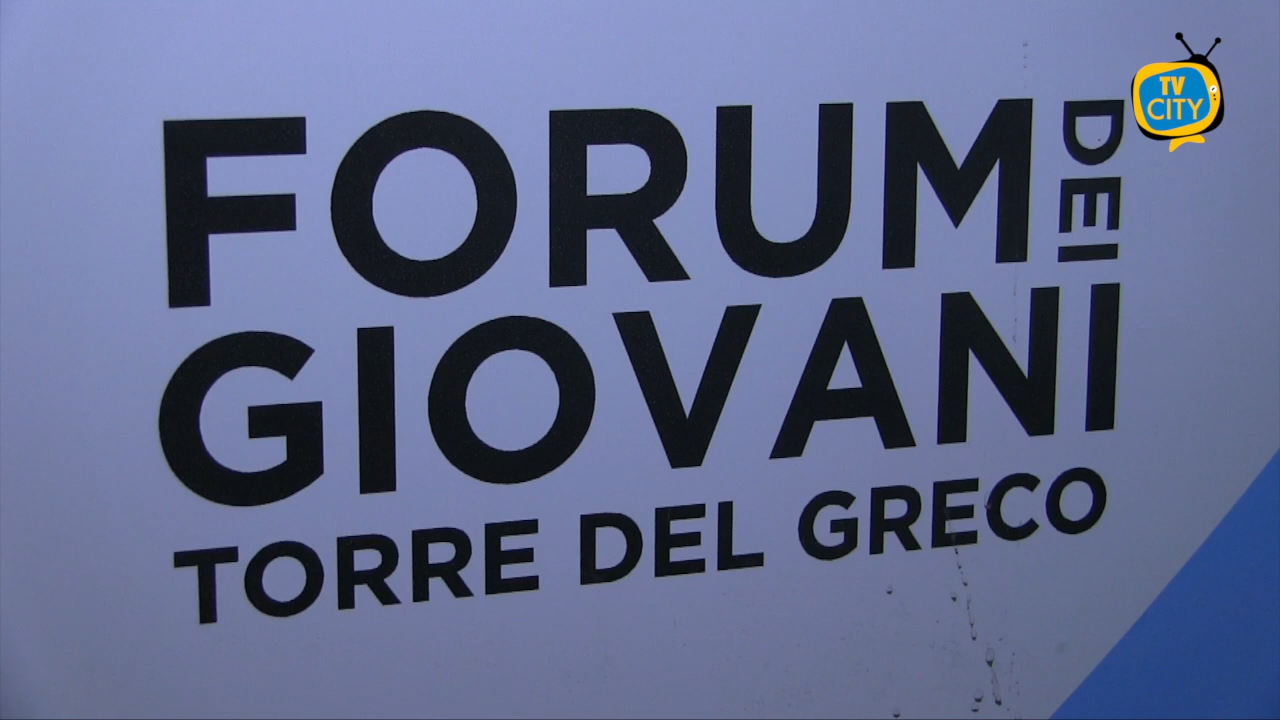 FORUM DEI
GIOVANI
TORRE DEL GRECO
TV
CITY